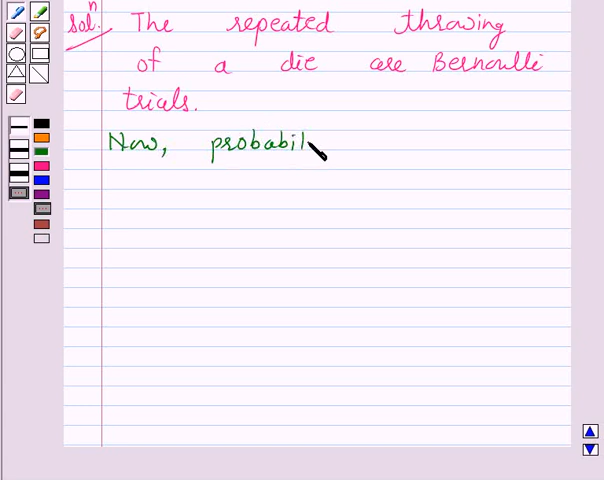 solⁿ. The repeated throwing
of a die are Bernoulli
trials.
Now, probabil